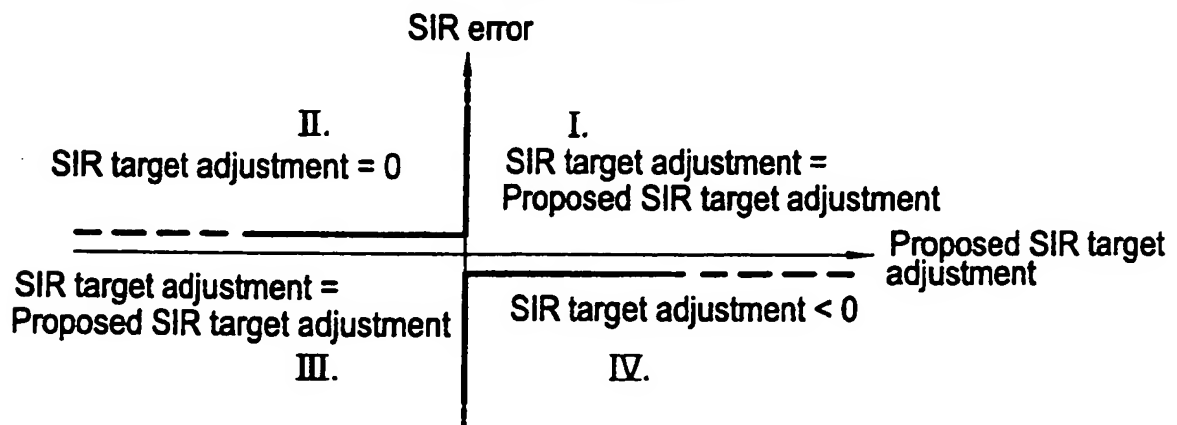 SIR error
II.
SIR target adjustment = 0
I.
SIR target adjustment =
Proposed SIR target adjustment
Proposed SIR target
adjustment
SIR target adjustment =
Proposed SIR target adjustment
III.
SIR target adjustment < 0
IV.